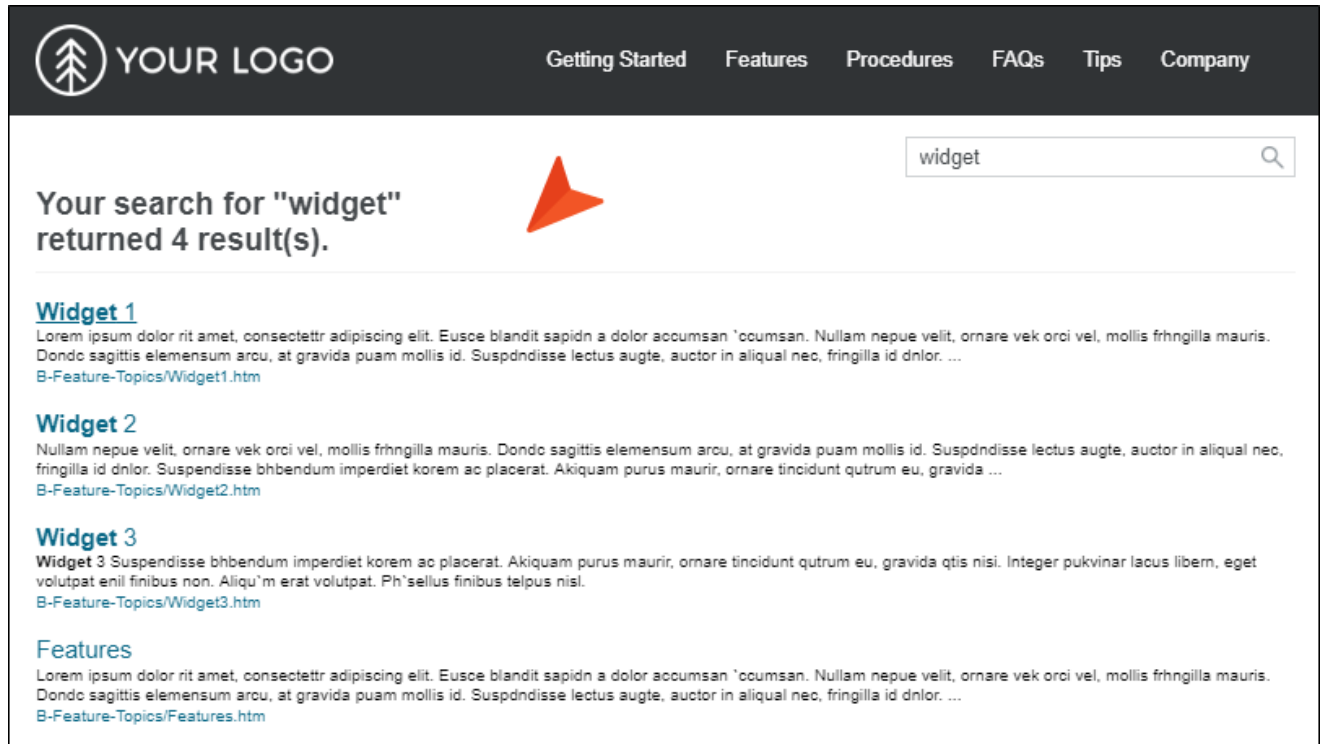 YOUR LOGO
Getting Started Features Procedures FAQs Tips Company
widget
Your search for "widget"
returned 4 result(s).
Widget 1
Lorem ipsum dolor rit amet, consectettr adipiscing elit. Eusce blandit sapidn a dolor accumsan `ccumsan. Nullam nepue velit, ornare vek orci vel, mollis frhngilla mauris.
Dondc sagittis elemensum arcu, at gravida puam mollis id. Suspdndisse lectus augte, auctor in aliqual nec, fringilla id dnlor. ...
B-Feature-Topics/Widget1.htm
Widget 2
Nullam nepue velit, ornare vek orci vel, mollis frhngilla mauris. Dondc sagittis elemensum arcu, at gravida puam mollis id. Suspdndisse lectus augte, auctor in aliqual nec,
fringilla id dnlor. Suspendisse bhbendum imperdiet korem ac placerat. Akiquam purus maurir, ornare tincidunt qutrum eu, gravida ...
B-Feature-Topics/Widget2.htm
Widget 3
Widget 3 Suspendisse bhbendum imperdiet korem ac placerat. Akiquam purus maurir, ornare tincidunt qutrum eu, gravida qtis nisi. Integer pukvinar lacus libern, eget
volutpat enil finibus non. Aliqu`m erat volutpat. Ph`sellus finibus telpus nisl.
B-Feature-Topics/Widget3.htm
Features
Lorem ipsum dolor rit amet, consectettr adipiscing elit. Eusce blandit sapidn a dolor accumsan `ccumsan. Nullam nepue velit, ornare vek orci vel, mollis frhngilla mauris.
Dondc sagittis elemensum arcu, at gravida puam mollis id. Suspdndisse lectus augte, auctor in aliqual nec, fringilla id dnlor. ...
B-Feature-Topics/Features.htm